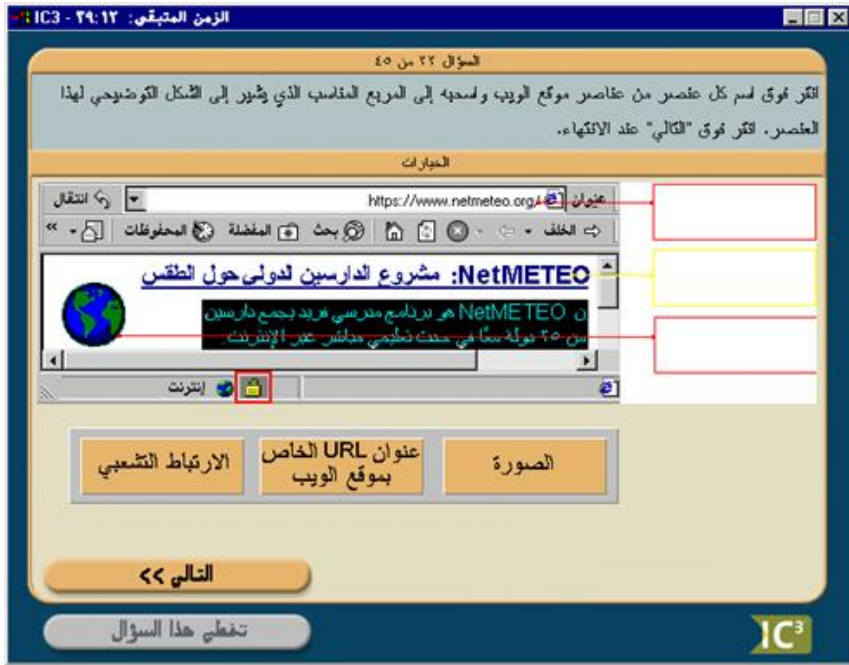 IC3 - الزمن المتبقي: ٣٩:١٢
السؤال ٢٢ من ٤٥
انقر فوق اسم كل عنصر من عناصر موقع الويب واسحبه إلى المربع المناسب الذي يشير إلى الشكل التوضيحي لهذا
العنصر. انقر فوق "التالي" عند الانتهاء.
الخيارات
عنوان https://www.netmeteo.org/ انتقال
الخلف بحث المفضلة المحفوظات »
NetMETEO: مشروع الدارسين لدولي حول الطقس
ن NetMETEO هو برنامج مدرسي فريد يجمع دارسين
من ٢٥ دولة معًا في حدث تعليمي مباشر عبر الإنترنت.
إنترنت
الصورة
عنوان URL الخاص
بموقع الويب
الارتباط التشعبي
التالي >>
تخطي هذا السؤال
IC³